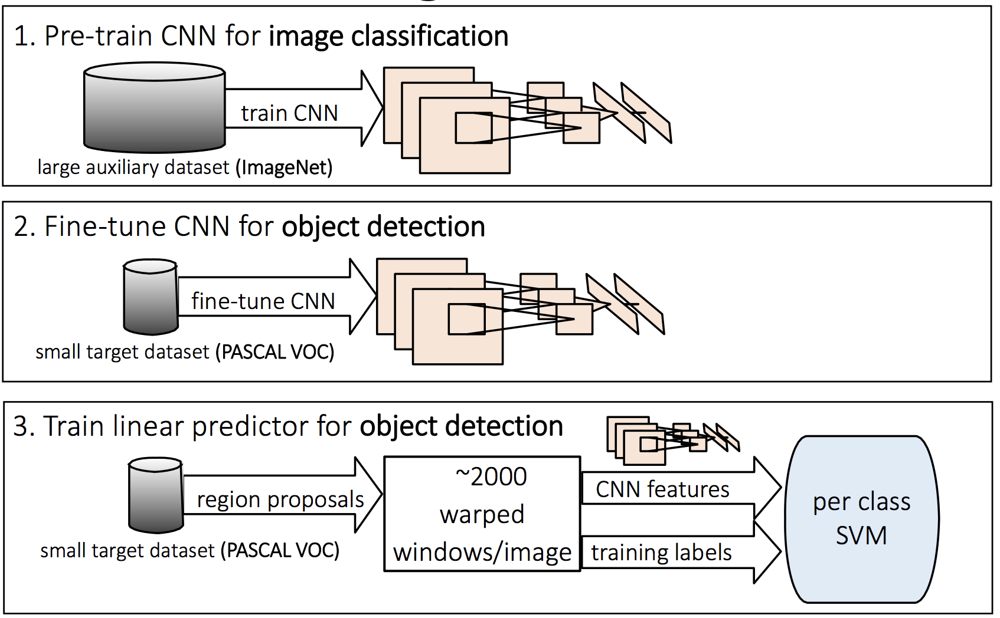 1. Pre-train CNN for image classification
train CNN
large auxiliary dataset (ImageNet)
2. Fine-tune CNN for object detection
fine-tune CNN
small target dataset (PASCAL VOC)
3. Train linear predictor for object detection
region proposals
small target dataset (PASCAL VOC)
~2000
warped
windows/image
CNN features
training labels
per class
SVM